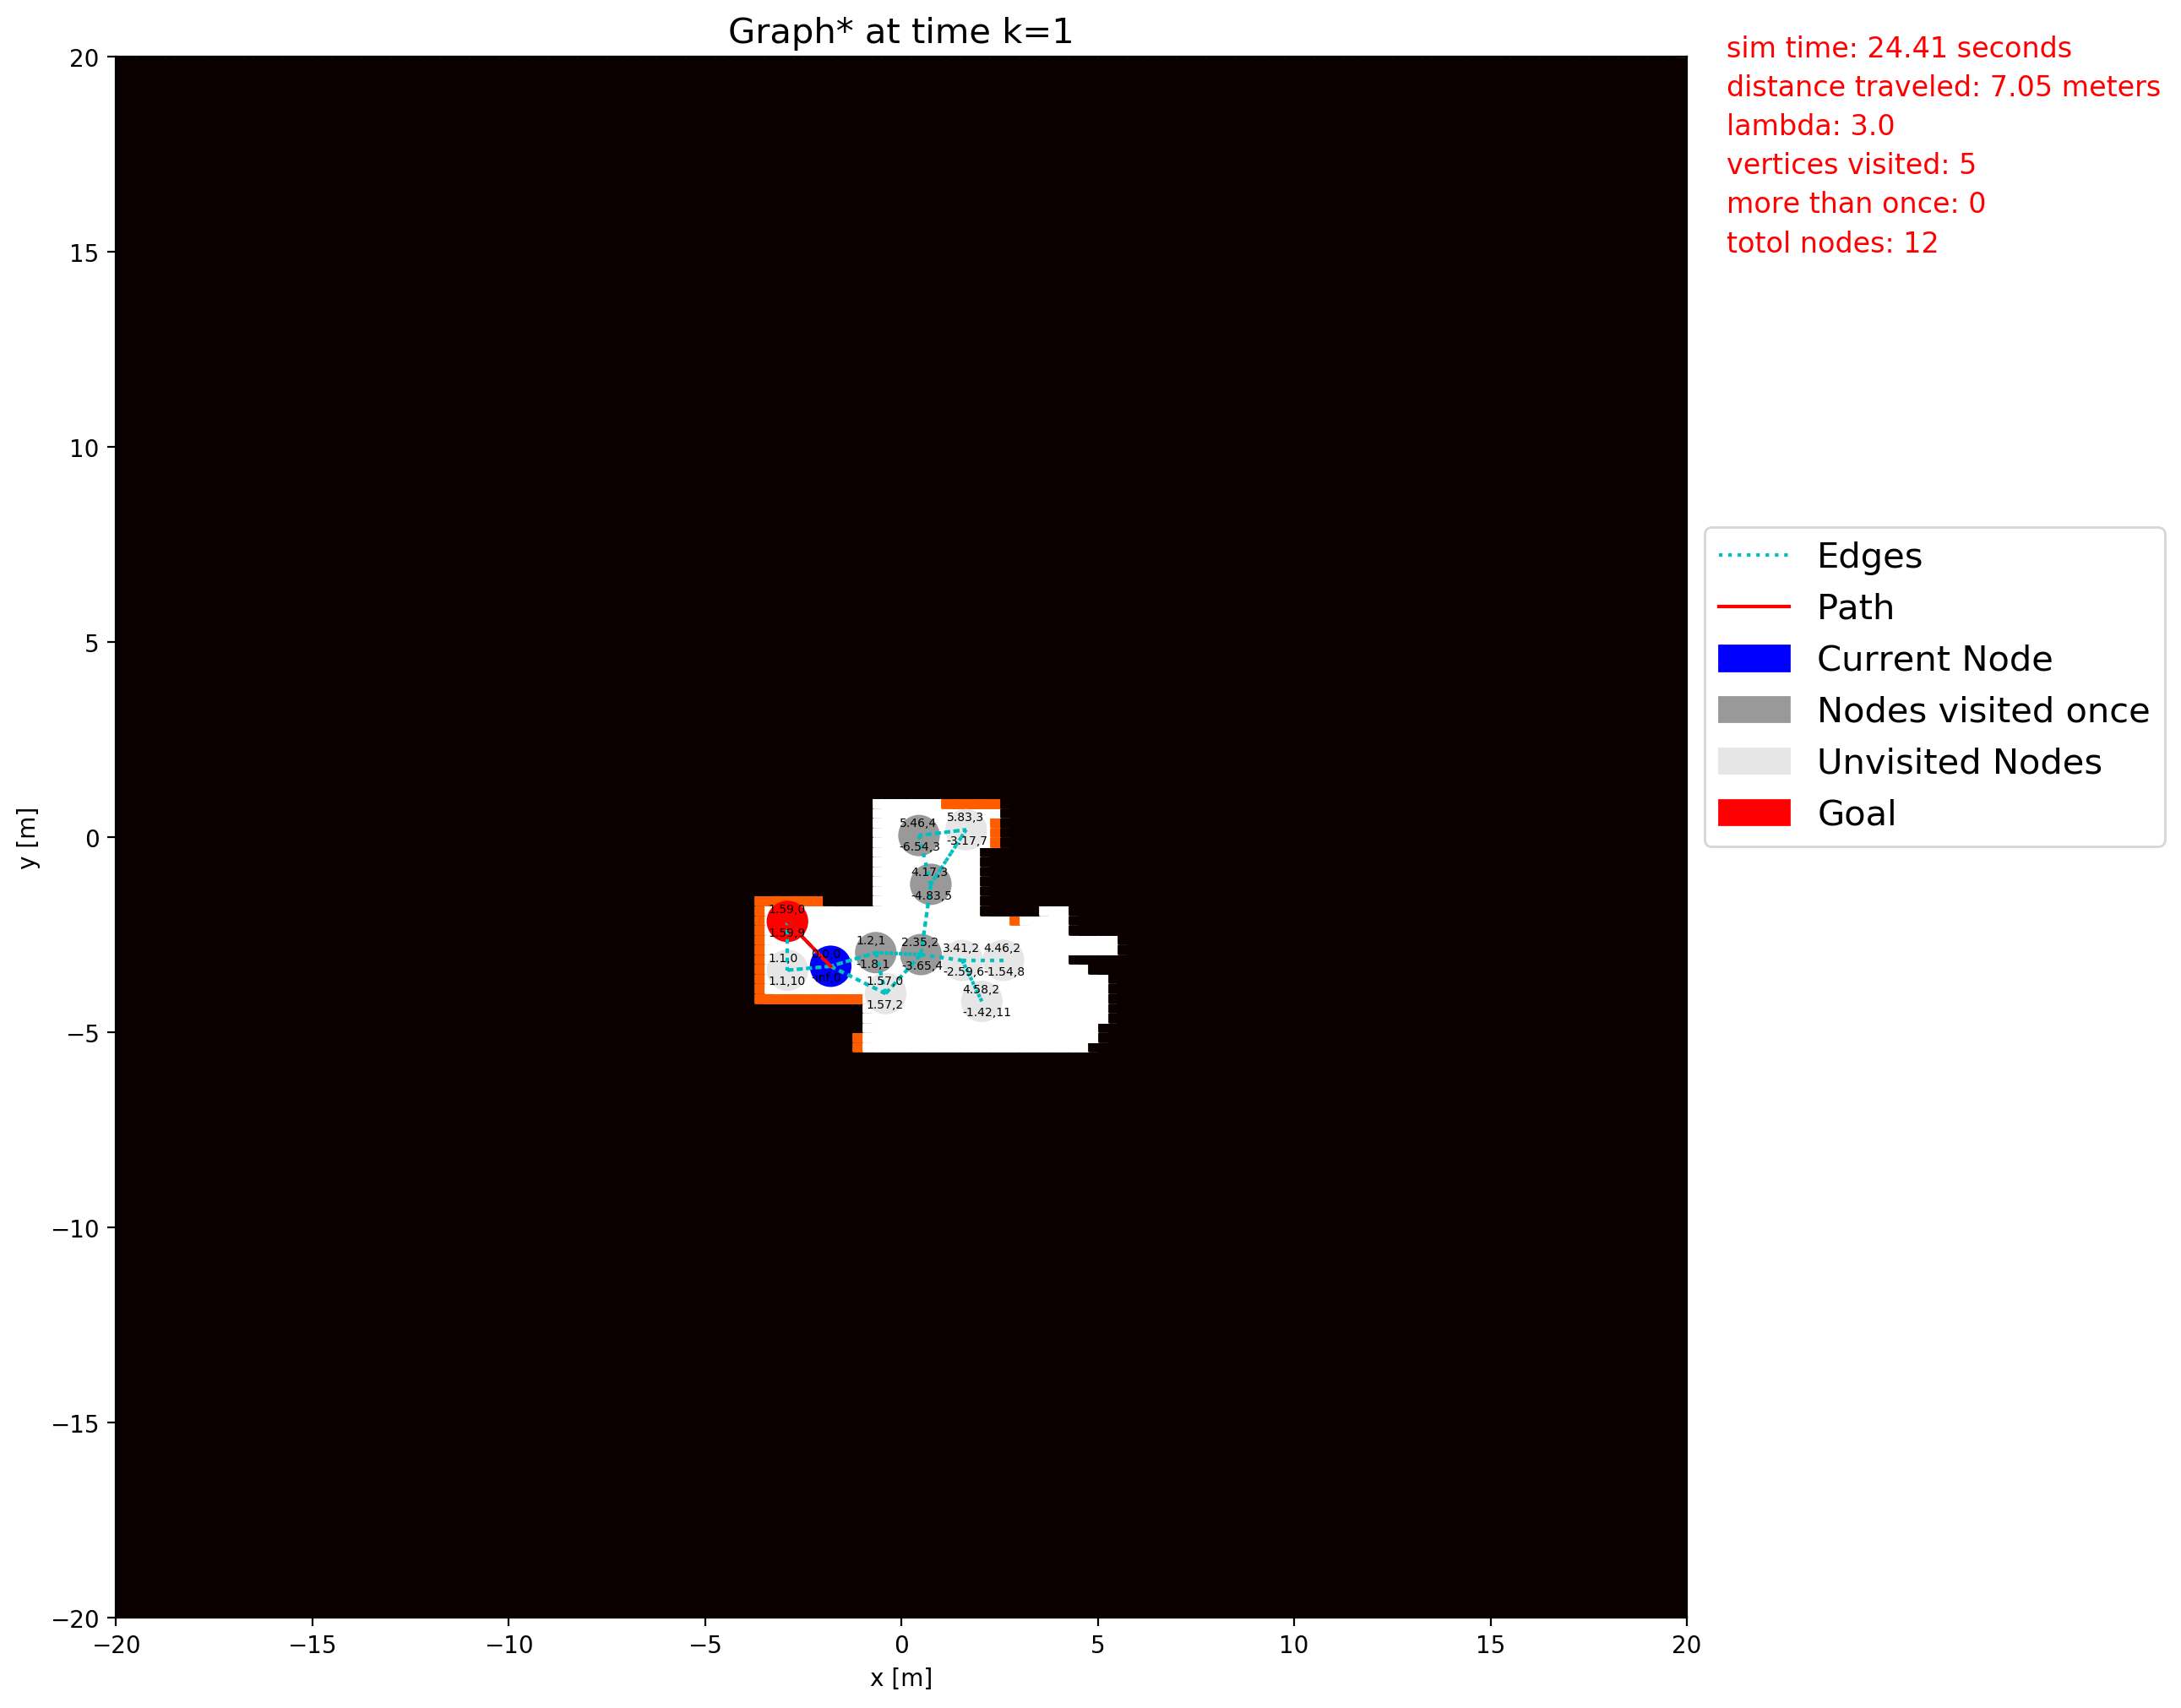 Graph* at time k=1
sim time: 24.41 seconds
distance traveled: 7.05 meters
lambda: 3.0
vertices visited: 5
more than once: 0
totol nodes: 12
Edges
Path
Current Node
Nodes visited once
Unvisited Nodes
Goal
y [m]
20
15
10
5
0
−5
−10
−15
−20
5.46,4
-6.54,3
5.83,3
-3.17,7
4.17,3
-4.83,5
1.59,0
1.59,9
1.2,1
-1.8,1
2.35,2
-3.65,4
3.41,2
-2.59,6
4.46,2
-1.54,8
1.1,0
1.1,10
1.57,0
1.57,2
4.58,2
-1.42,11
−20
−15
−10
−5
0
5
10
15
20
x [m]